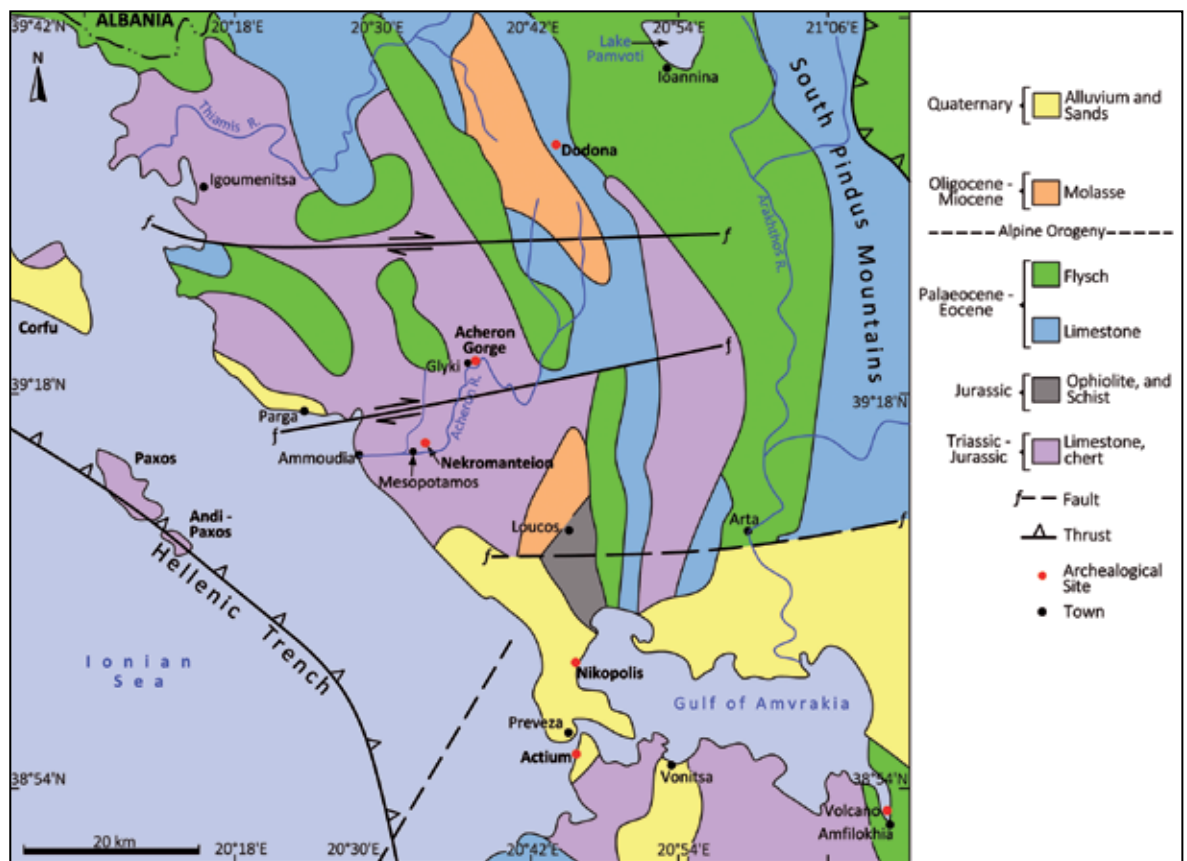 39°42'N
ALBANIA
20°18'E
20°30'E
20°42'E
20°54'E
21°06'E
N
Lake
Pamvoti
Ioannina
Thiamis R.
Igoumenitsa
Dodona
South Pindus Mountains
Arakhthos R.
f
f
Corfu
Acheron
Gorge
Glyki
f
39°18'N
39°18'N
Parga
Acheron R.
f
Ammoudia
Nekromanteion
Mesopotamos
Paxos
Andi -
Paxos
Loucos
Arta
f
f
Hellenic Trench
Ionian
Sea
Nikopolis
Gulf of Amvrakia
Preveza
Actium
Vonitsa
38°54'N
38°54'N
Volcano
Amfilokhia
20 km
20°18'E
20°30'E
20°42'E
20°54'E
Quaternary
Alluvium and
Sands
Oligocene -
Miocene
Molasse
Alpine Orogeny
Palaeocene -
Eocene
Flysch
Limestone
Jurassic
Ophiolite, and
Schist
Triassic -
Jurassic
Limestone,
chert
f
Fault
Thrust
Archealogical
Site
Town